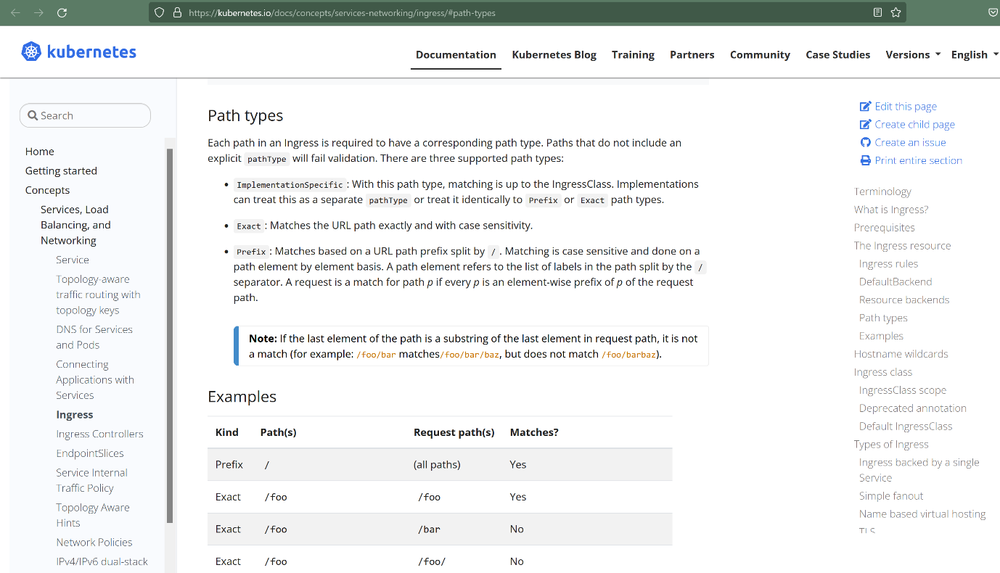 https://kubernetes.io/docs/concepts/services-networking/ingress/#path-types
kubernetes
Documentation
Kubernetes Blog
Training
Partners
Community
Case Studies
Versions
English
Search
Home
Getting started
Concepts
Services, Load
Balancing, and
Networking
Service
Topology-aware
traffic routing with
topology keys
DNS for Services
and Pods
Connecting
Applications with
Services
Ingress
Ingress Controllers
EndpointSlices
Service Internal
Traffic Policy
Topology Aware
Hints
Network Policies
IPv4/IPv6 dual-stack
Path types
Each path in an Ingress is required to have a corresponding path type. Paths that do not include an
explicit pathType will fail validation. There are three supported path types:
• ImplementationSpecific : With this path type, matching is up to the IngressClass. Implementations
can treat this as a separate pathType or treat it identically to Prefix or Exact path types.
• Exact : Matches the URL path exactly and with case sensitivity.
• Prefix : Matches based on a URL path prefix split by / . Matching is case sensitive and done on a
path element by element basis. A path element refers to the list of labels in the path split by the /
separator. A request is a match for path p if every p is an element-wise prefix of p of the request
path.
Note: If the last element of the path is a substring of the last element in request path, it is not
a match (for example: /foo/bar matches/foo/bar/baz, but does not match /foo/barbaz).
Examples
Kind Path(s) Request path(s) Matches?
Prefix / (all paths) Yes
Exact /foo /foo Yes
Exact /foo /bar No
Exact /foo /foo/ No
Edit this page
Create child page
Create an issue
Print entire section
Terminology
What is Ingress?
Prerequisites
The Ingress resource
Ingress rules
DefaultBackend
Resource backends
Path types
Examples
Hostname wildcards
Ingress class
IngressClass scope
Deprecated annotation
Default IngressClass
Types of Ingress
Ingress backed by a single
Service
Simple fanout
Name based virtual hosting
TLS